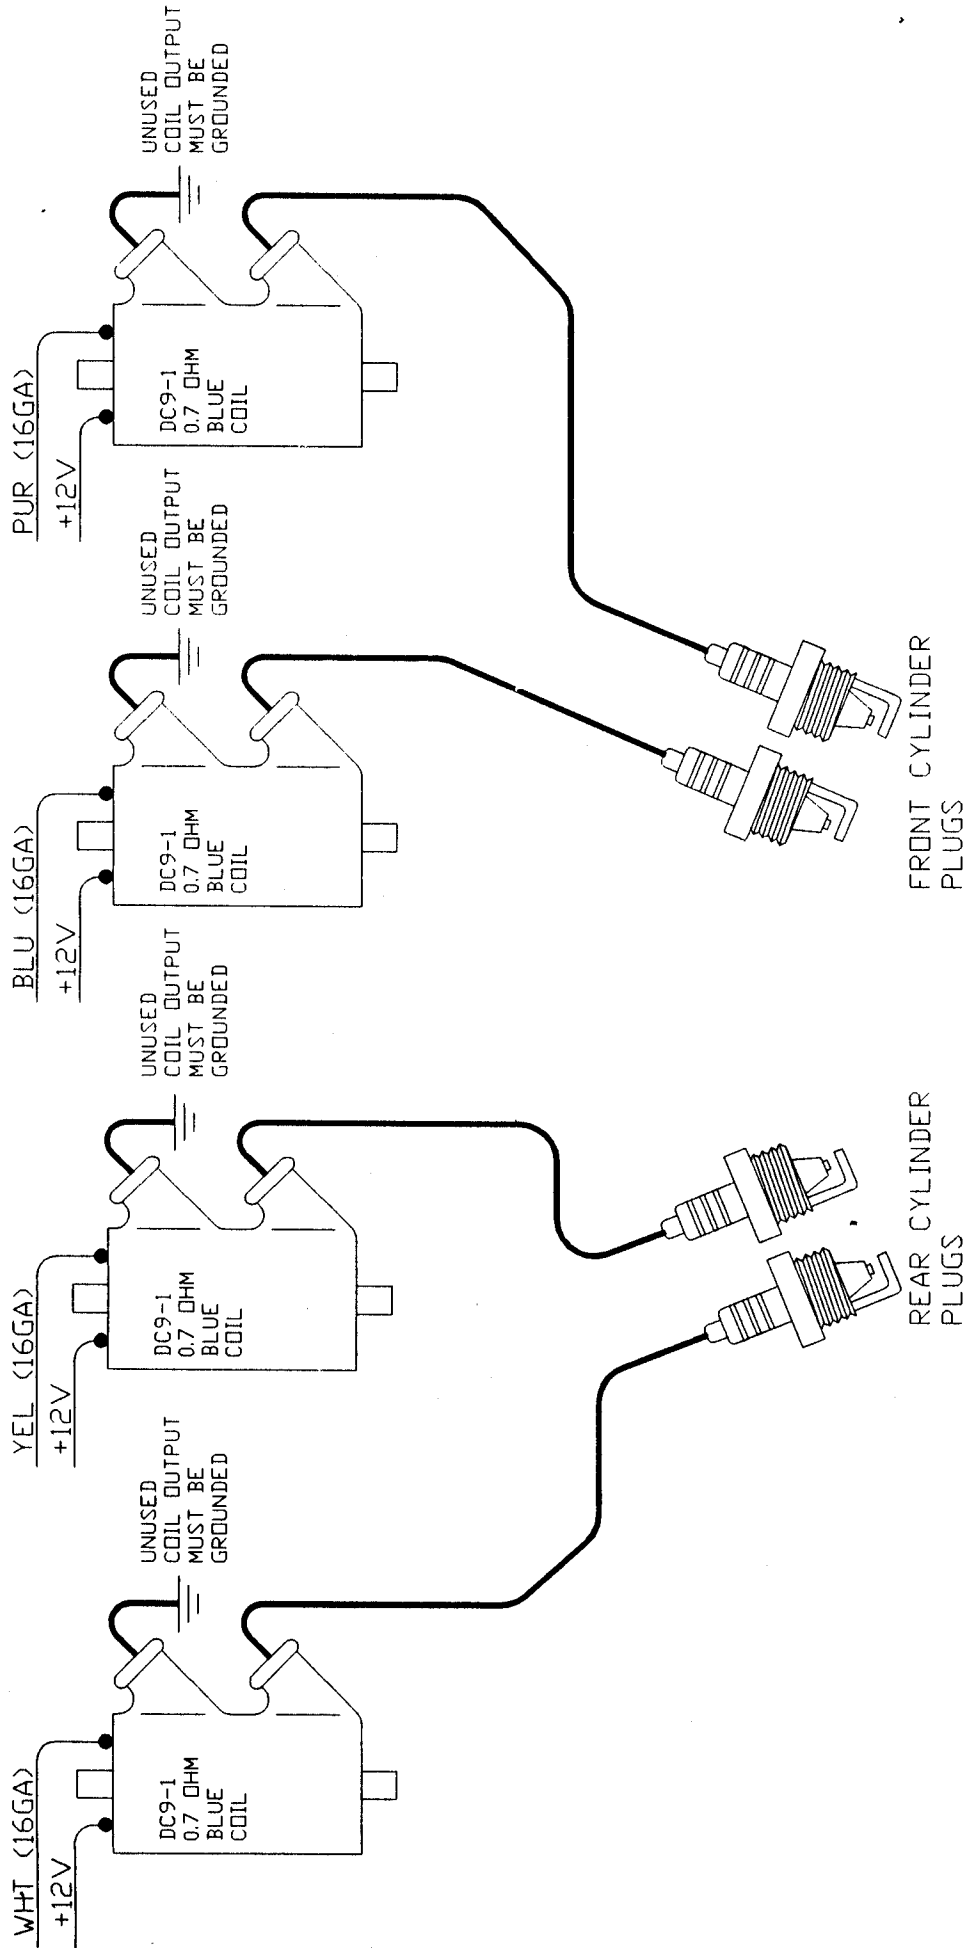 WHT (16GA)
+12V
DC9-1
0.7 OHM
BLUE
COIL
UNUSED
COIL OUTPUT
MUST BE
GROUNDED
YEL (16GA)
+12V
DC9-1
0.7 OHM
BLUE
COIL
UNUSED
COIL OUTPUT
MUST BE
GROUNDED
BLU (16GA)
+12V
DC9-1
0.7 OHM
BLUE
COIL
UNUSED
COIL OUTPUT
MUST BE
GROUNDED
PUR (16GA)
+12V
DC9-1
0.7 OHM
BLUE
COIL
UNUSED
COIL OUTPUT
MUST BE
GROUNDED
REAR CYLINDER
PLUGS
FRONT CYLINDER
PLUGS